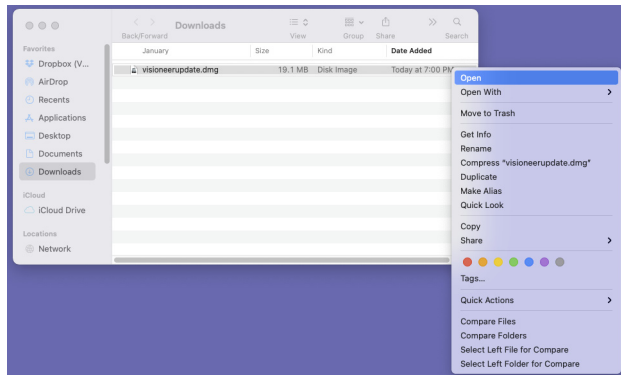 Downloads
Back/Forward
View
Group
Share
Search
Favorites
Dropbox (V...
AirDrop
Recents
Applications
Desktop
Documents
Downloads
iCloud
iCloud Drive
Locations
Network
January Size Kind Date Added
visioneerupdate.dmg 19.1 MB Disk Image Today at 7:00 PM
Open
Open With
Move to Trash
Get Info
Rename
Compress “visioneerupdate.dmg”
Duplicate
Make Alias
Quick Look
Copy
Share
Tags...
Quick Actions
Compare Files
Compare Folders
Select Left File for Compare
Select Left Folder for Compare